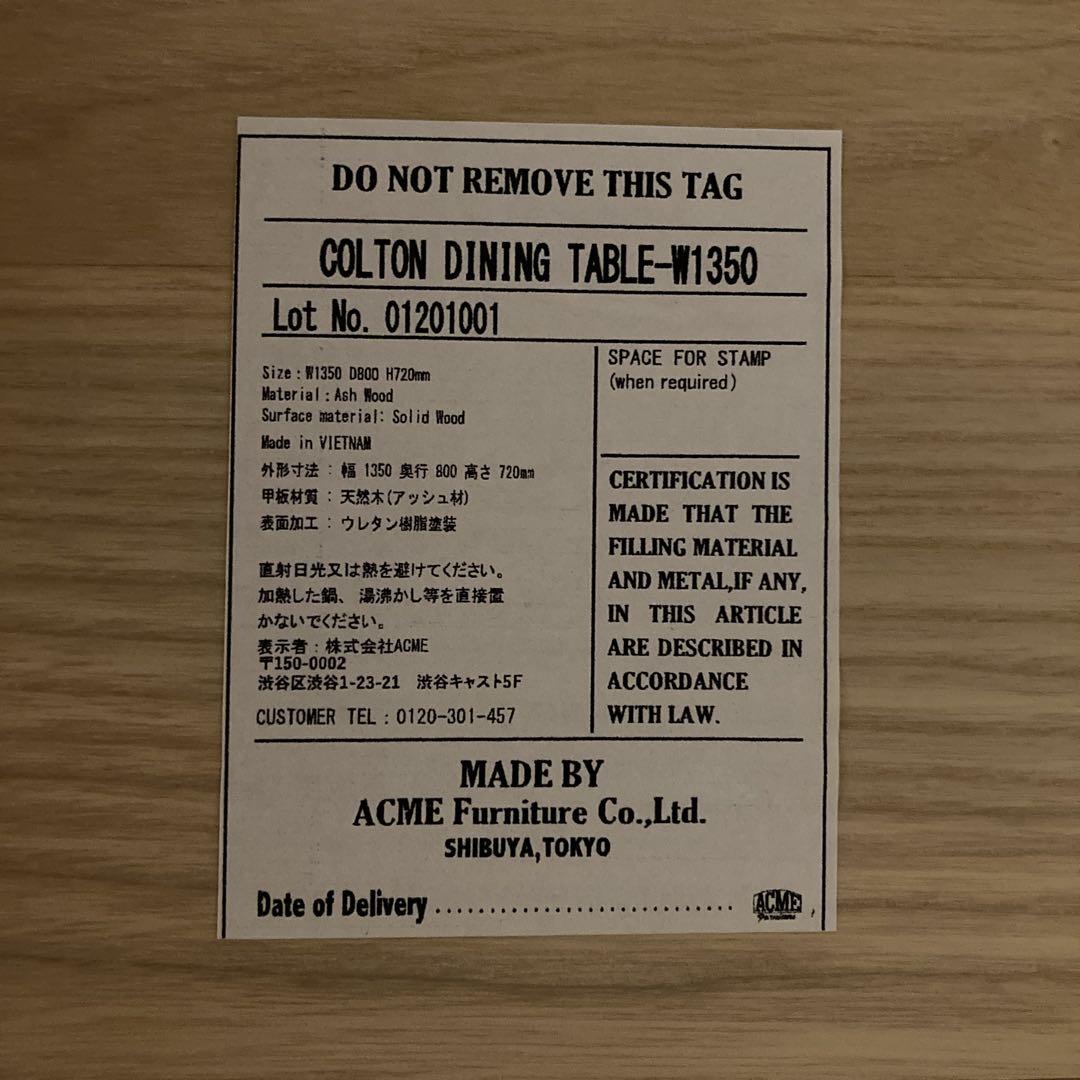 DO NOT REMOVE THIS TAG
COLTON DINING TABLE-W1350
Lot No. 01201001
Size : W1350 D800 H720mm
Material : Ash Wood
Surface material: Solid Wood
Made in VIETNAM
外形寸法 : 幅 1350 奥行 800 高さ 720mm
甲板材質 : 天然木(アッシュ材)
表面加工 : ウレタン樹脂塗装
直射日光又は熱を避けてください。
加熱した鍋、湯沸かし等を直接置
かないでください。
表示者 : 株式会社ACME
〒150-0002
渋谷区渋谷1-23-21 渋谷キャスト5F
CUSTOMER TEL : 0120-301-457
SPACE FOR STAMP
(when required)
CERTIFICATION IS
MADE THAT THE
FILLING MATERIAL
AND METAL,IF ANY,
IN THIS ARTICLE
ARE DESCRIBED IN
ACCORDANCE
WITH LAW.
MADE BY
ACME Furniture Co.,Ltd.
SHIBUYA,TOKYO
Date of Delivery ............................
ACME